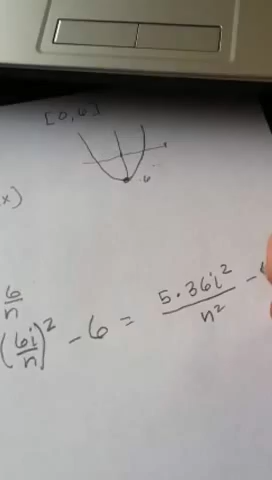 [0,6]
-6
x)
6/n
(6i/n)² - 6 = 5·36i²/n² -